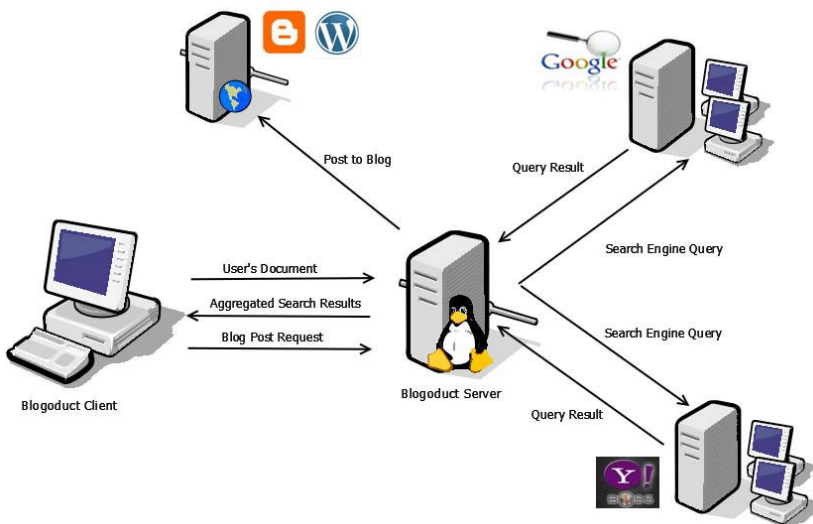 Google
Post to Blog
Query Result
Search Engine Query
User's Document
Aggregated Search Results
Blog Post Request
Search Engine Query
Blogoduct Client
Blogoduct Server
Query Result
Y!
BOSS